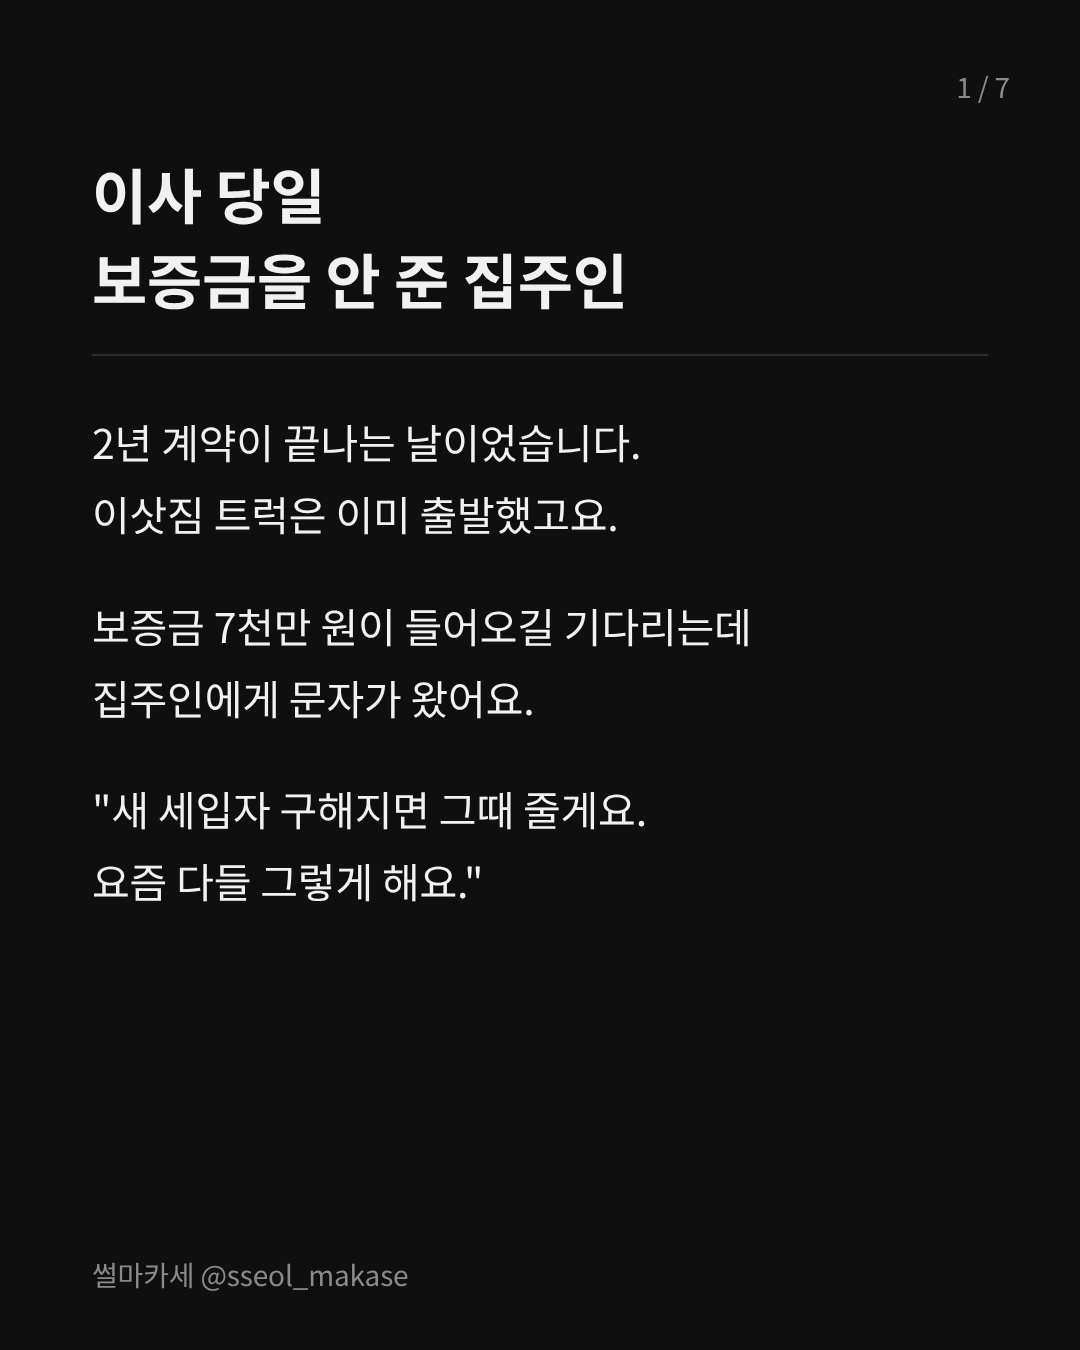 1 / 7
이사 당일
보증금을 안 준 집주인
2년 계약이 끝나는 날이었습니다.
이삿짐 트럭은 이미 출발했고요.
보증금 7천만 원이 들어오길 기다리는데
집주인에게 문자가 왔어요.
"새 세입자 구해지면 그때 줄게요.
요즘 다들 그렇게 해요."
썰마카세 @sseol_makase